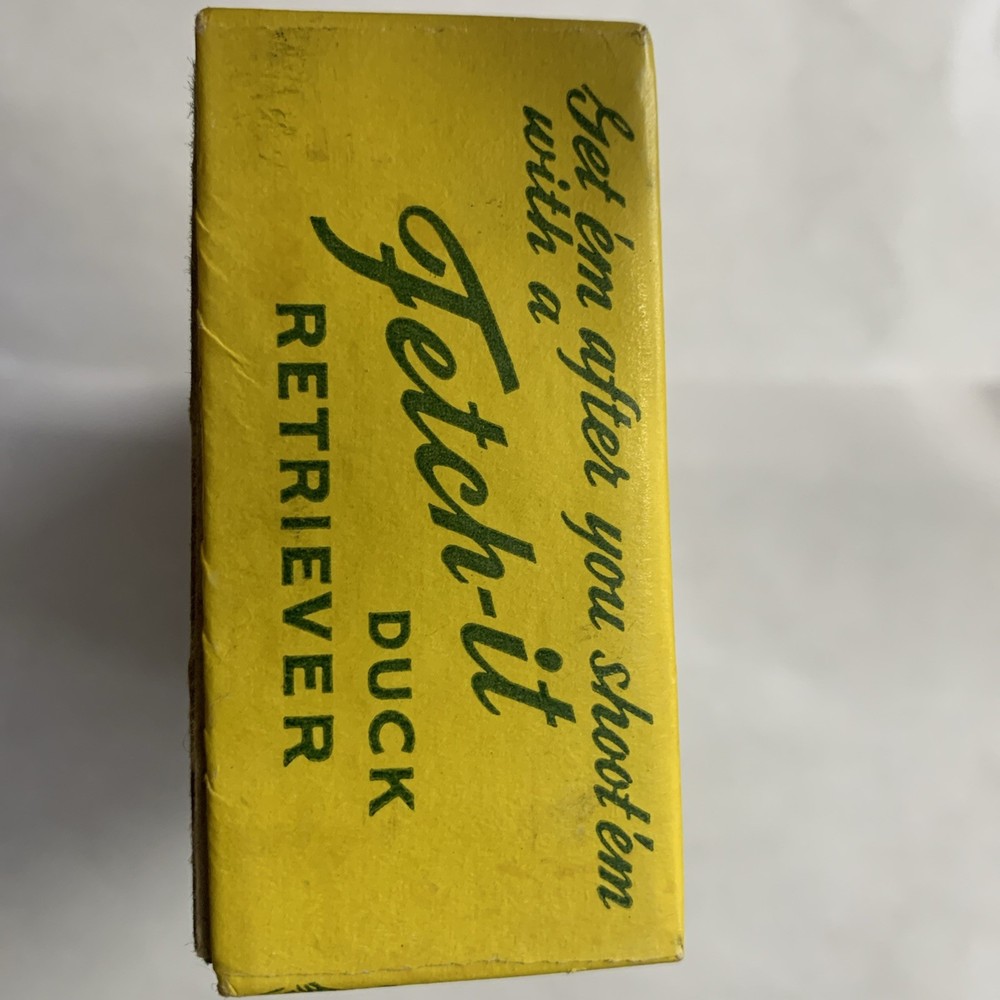 Get 'em after you shoot 'em
with a
Fetch-it
DUCK
RETRIEVER